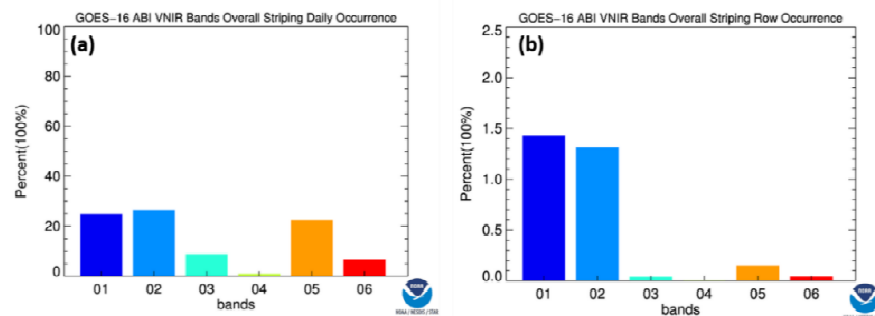 GOES-16 ABI VNIR Bands Overall Striping Daily Occurrence
(a)
100
80
60
40
20
0
Percent(100%)
01 02 03 04 05 06
bands
NOAA / NESDIS / STAR
GOES-16 ABI VNIR Bands Overall Striping Row Occurrence
(b)
2.5
2.0
1.5
1.0
0.5
0.0
Percent(100%)
01 02 03 04 05 06
bands